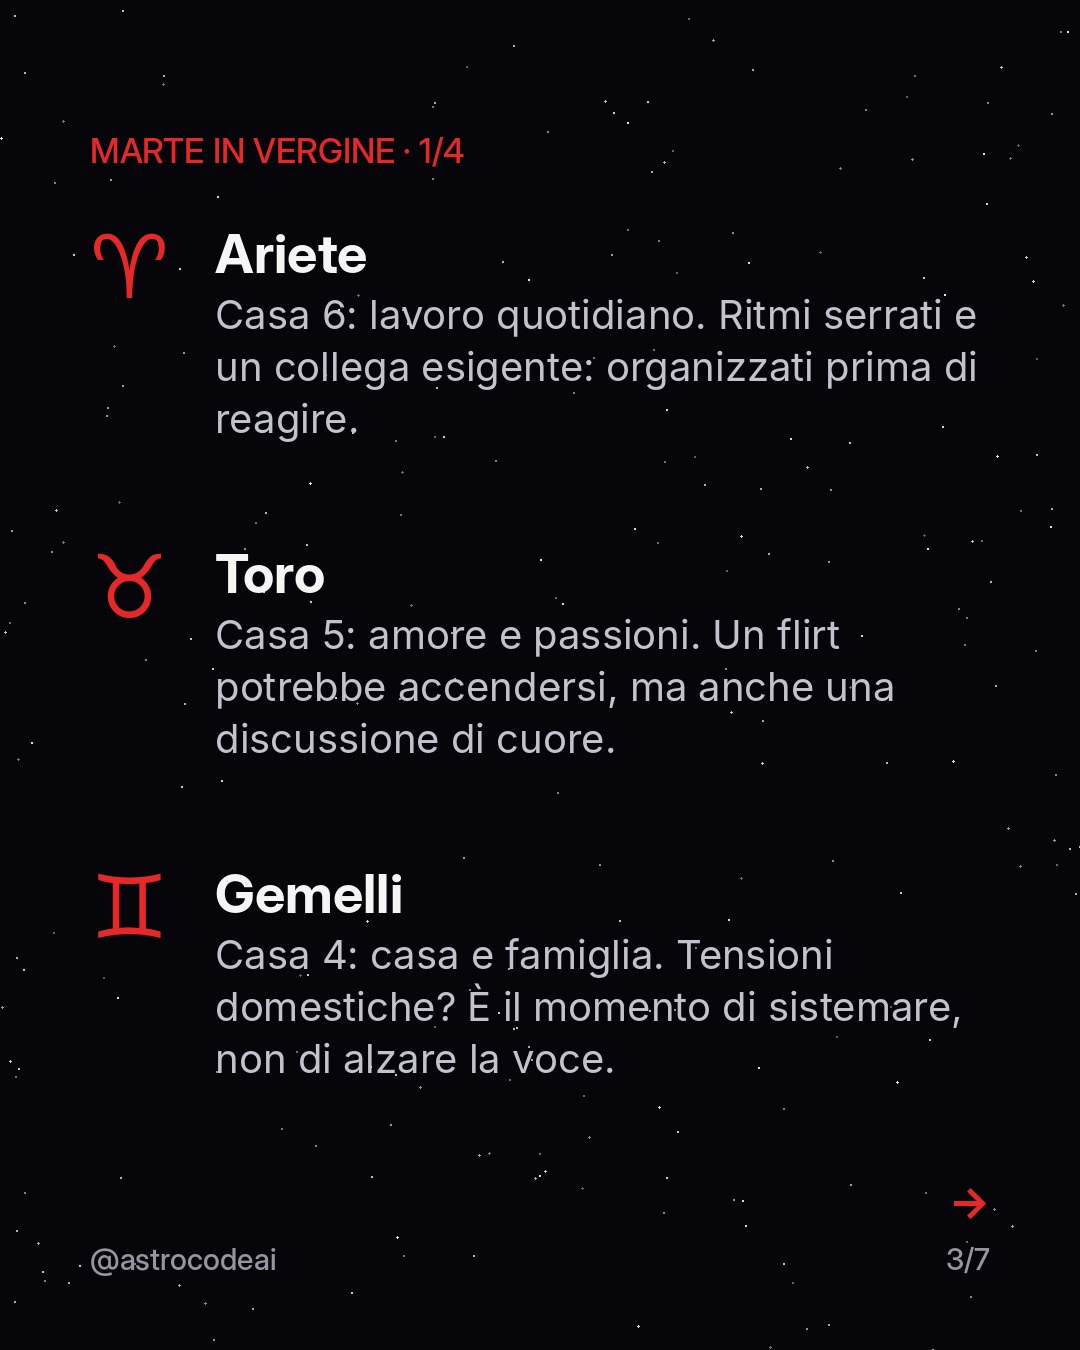 MARTE IN VERGINE · 1/4
♈ Ariete
Casa 6: lavoro quotidiano. Ritmi serrati e
un collega esigente: organizzati prima di
reagire.
♉ Toro
Casa 5: amore e passioni. Un flirt
potrebbe accendersi, ma anche una
discussione di cuore.
♊ Gemelli
Casa 4: casa e famiglia. Tensioni
domestiche? È il momento di sistemare,
non di alzare la voce.
→
@astrocodeai
3/7